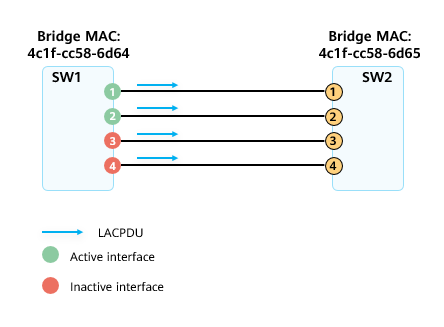 Bridge MAC:
4c1f-cc58-6d64
Bridge MAC:
4c1f-cc58-6d65
SW1
SW2
1
1
2
2
3
3
4
4
LACPDU
Active interface
Inactive interface